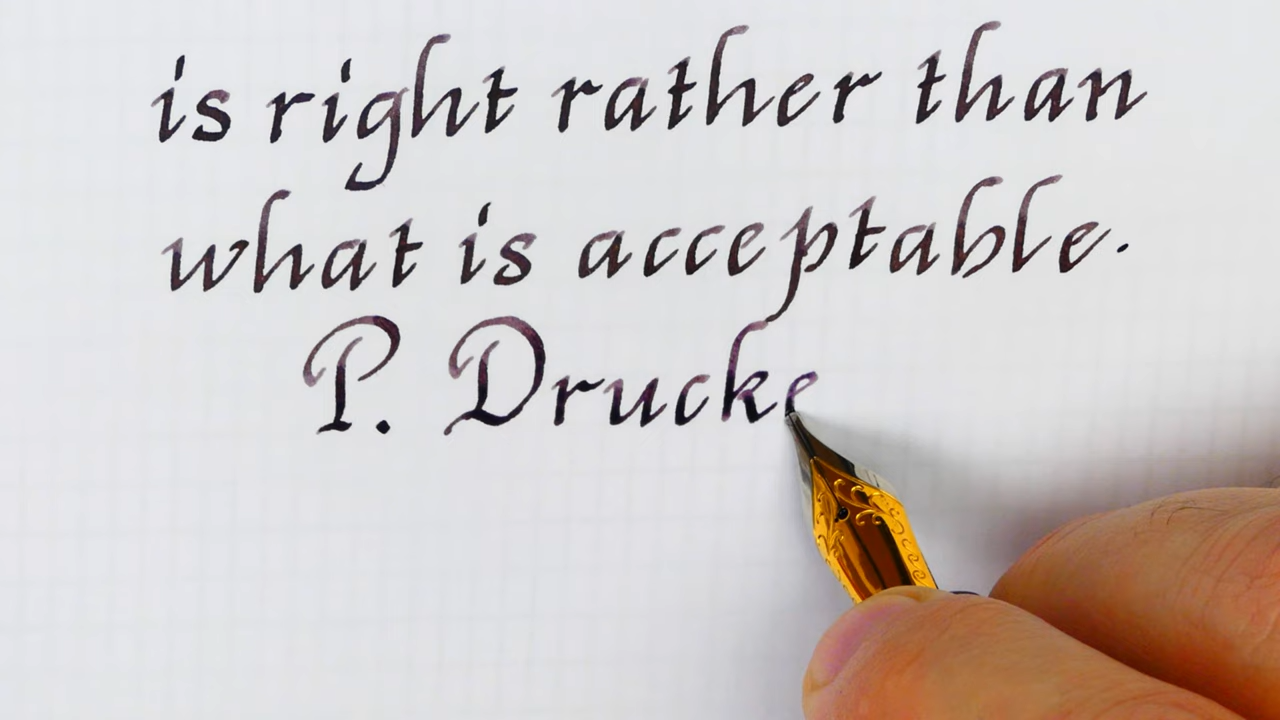 is right rather than
what is acceptable.
P. Drucke